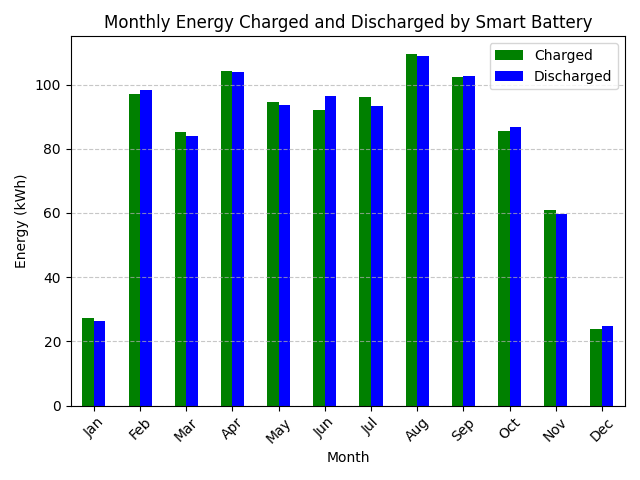 Monthly Energy Charged and Discharged by Smart Battery
Charged
Discharged
Energy (kWh)
100
80
60
40
20
0
Jan Feb Mar Apr May Jun Jul Aug Sep Oct Nov Dec
Month